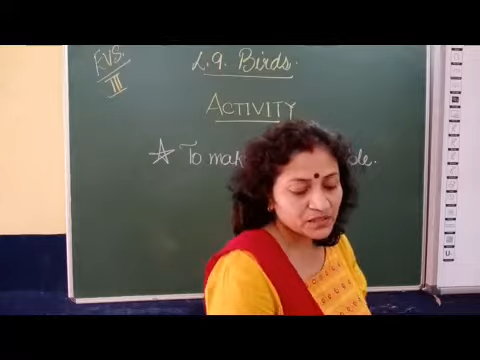 EVS.
III
L.9. Birds.
ACTIVITY
☆ To mak